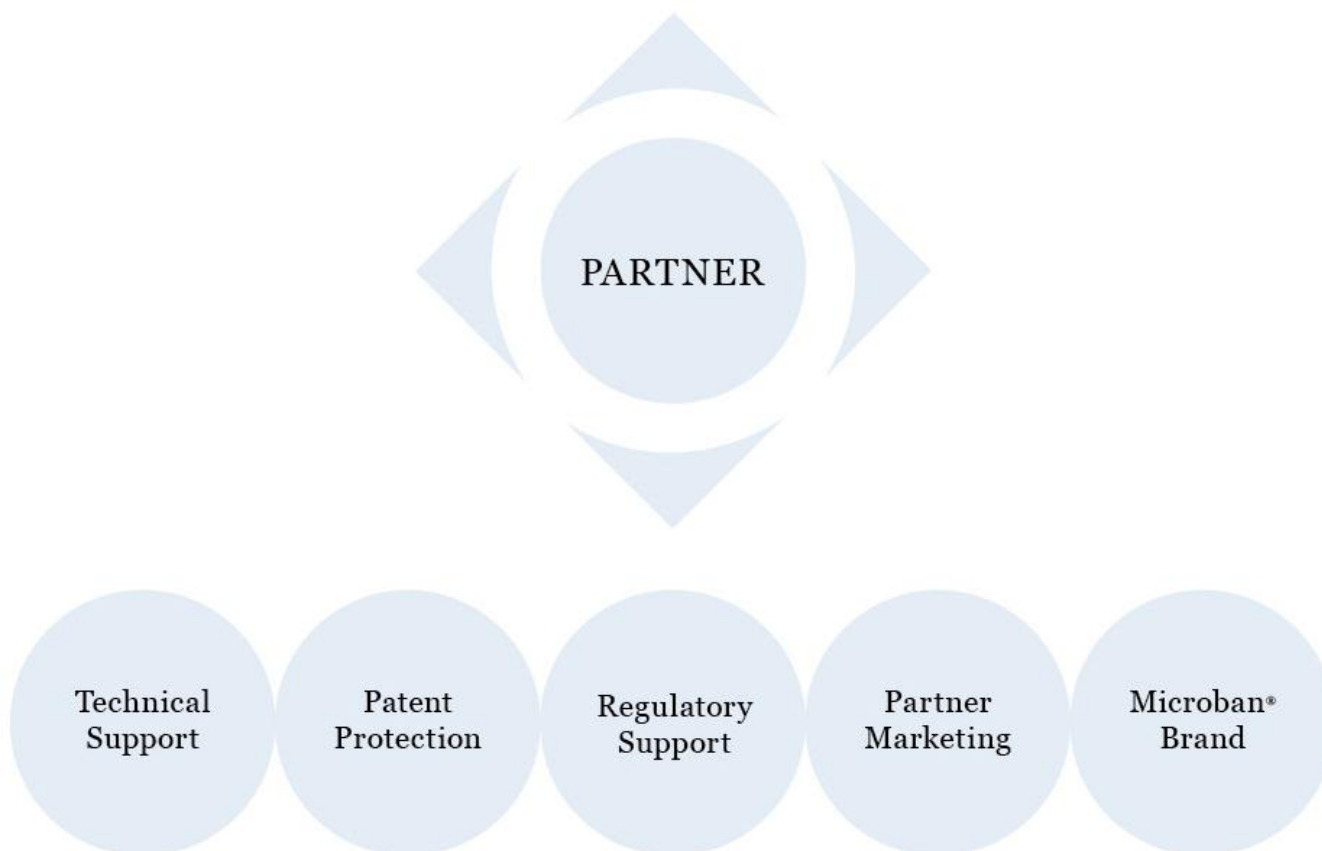 PARTNER
Technical
Support
Patent
Protection
Regulatory
Support
Partner
Marketing
Microban®
Brand